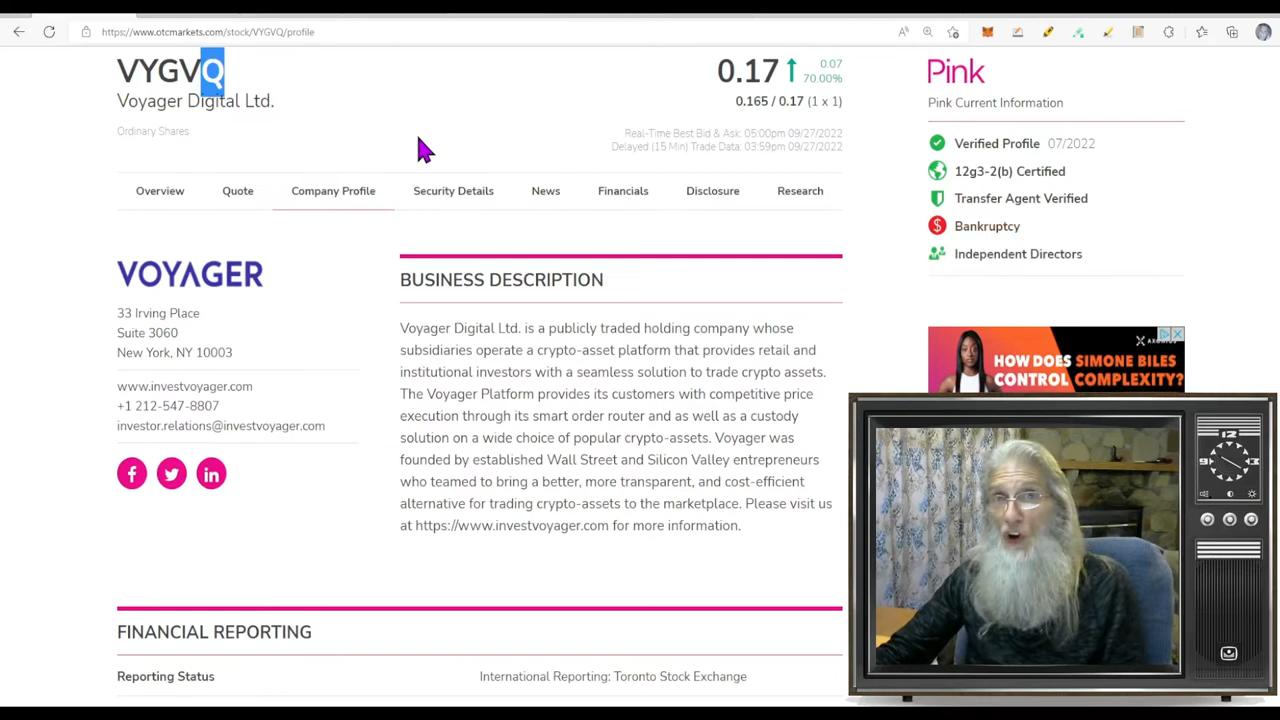 https://www.otcmarkets.com/stock/VYGVQ/profile
VYGVQ
Voyager Digital Ltd.
Ordinary Shares
0.17
0.07
70.00%
0.165 / 0.17 (1 x 1)
Real-Time Best Bid & Ask: 05:00pm 09/27/2022
Delayed (15 Min) Trade Data: 03:59pm 09/27/2022
Pink
Pink Current Information
Verified Profile 07/2022
12g3-2(b) Certified
Transfer Agent Verified
Bankruptcy
Independent Directors
Overview Quote Company Profile Security Details News Financials Disclosure Research
VOYAGER
33 Irving Place
Suite 3060
New York, NY 10003
www.investvoyager.com
+1 212-547-8807
investor.relations@investvoyager.com
BUSINESS DESCRIPTION
Voyager Digital Ltd. is a publicly traded holding company whose
subsidiaries operate a crypto-asset platform that provides retail and
institutional investors with a seamless solution to trade crypto assets.
The Voyager Platform provides its customers with competitive price
execution through its smart order router and as well as a custody
solution on a wide choice of popular crypto-assets. Voyager was
founded by established Wall Street and Silicon Valley entrepreneurs
who teamed to bring a better, more transparent, and cost-efficient
alternative for trading crypto-assets to the marketplace. Please visit us
at https://www.investvoyager.com for more information.
HOW DOES SIMONE BILES
CONTROL COMPLEXITY?
12
9 3
FINANCIAL REPORTING
Reporting Status International Reporting: Toronto Stock Exchange